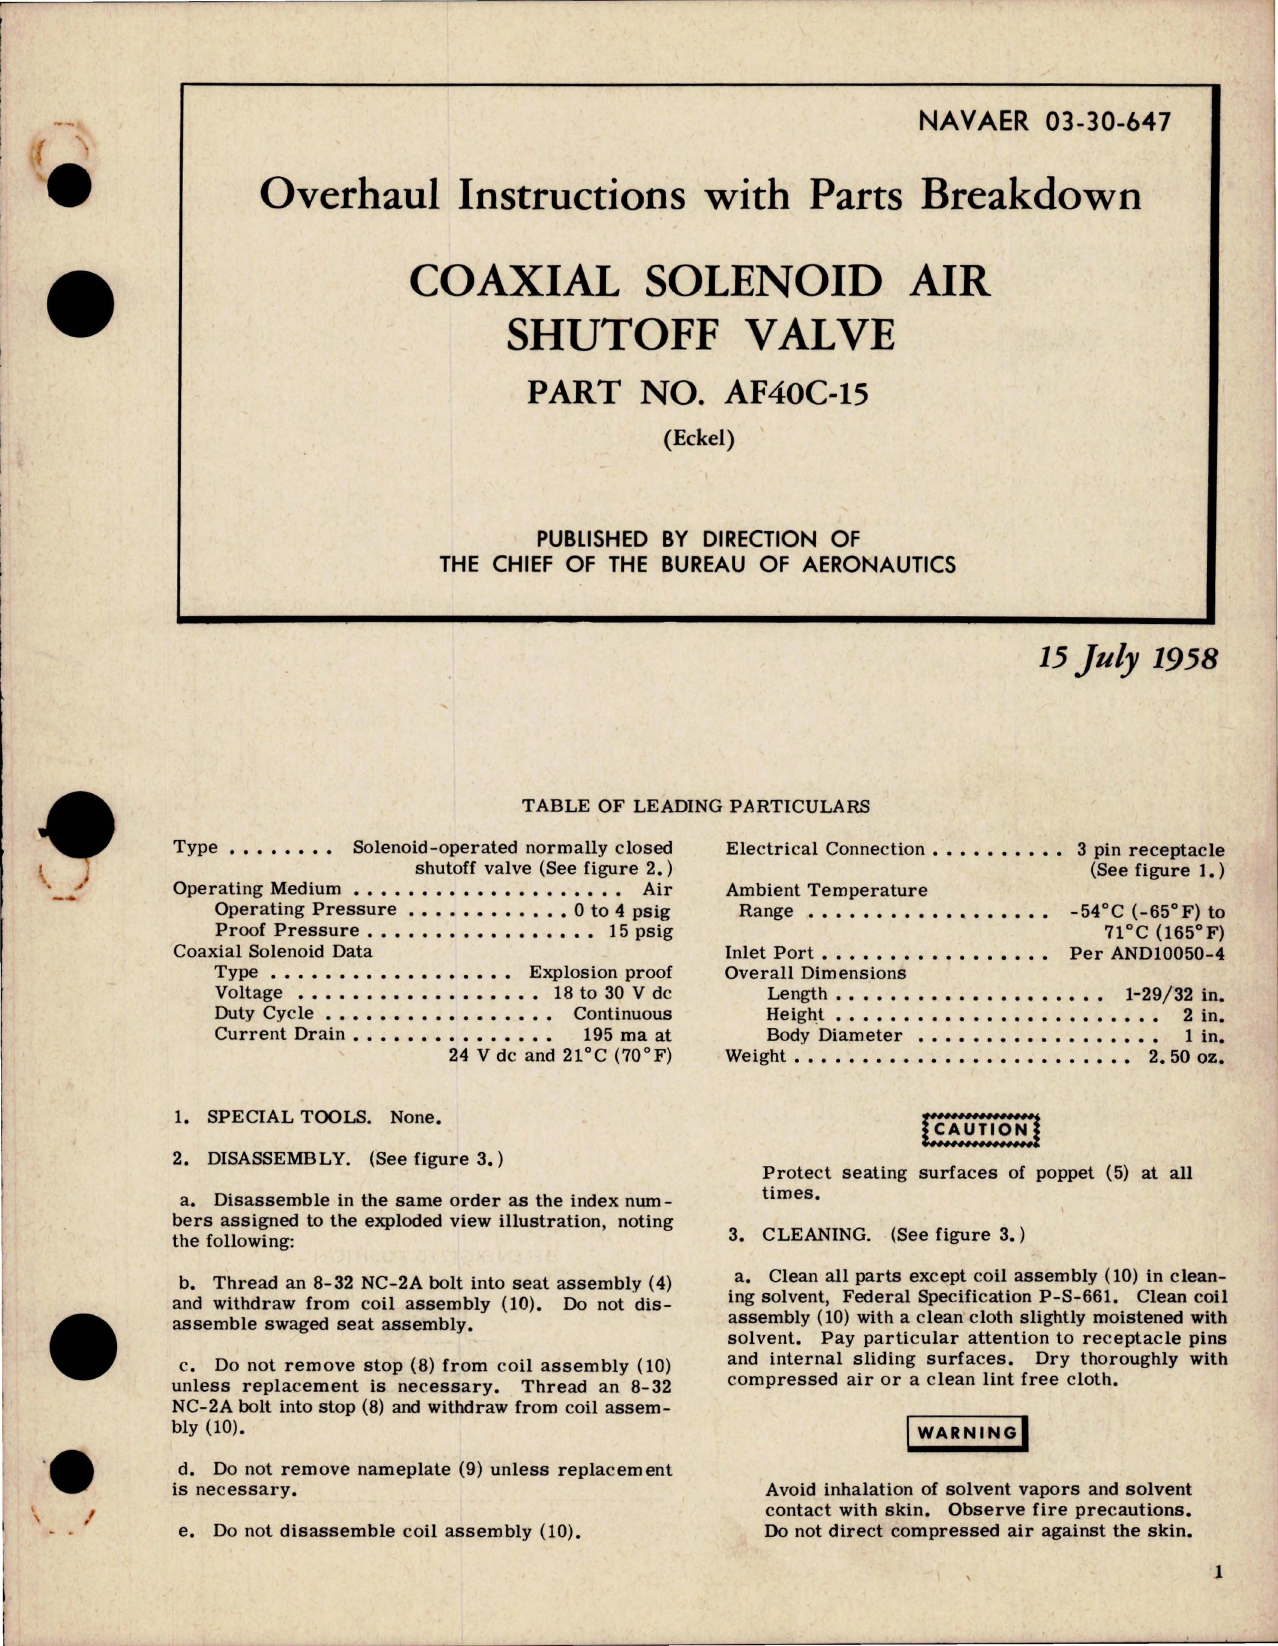 NAVAER 03-30-647
Overhaul Instructions with Parts Breakdown
COAXIAL SOLENOID AIR
SHUTOFF VALVE
PART NO. AF40C-15
(Eckel)
PUBLISHED BY DIRECTION OF
THE CHIEF OF THE BUREAU OF AERONAUTICS
15 July 1958
TABLE OF LEADING PARTICULARS
Type ........ Solenoid-operated normally closed
shutoff valve (See figure 2.)
Operating Medium .................... Air
Operating Pressure ............ 0 to 4 psig
Proof Pressure ................. 15 psig
Coaxial Solenoid Data
Type .................. Explosion proof
Voltage .................. 18 to 30 V dc
Duty Cycle ................. Continuous
Current Drain ............... 195 ma at
24 V dc and 21°C (70°F)
Electrical Connection .......... 3 pin receptacle
(See figure 1.)
Ambient Temperature
Range .................. -54°C (-65°F) to
71°C (165°F)
Inlet Port ................. Per AND10050-4
Overall Dimensions
Length .................... 1-29/32 in.
Height ........................ 2 in.
Body Diameter .................. 1 in.
Weight ......................... 2.50 oz.
1. SPECIAL TOOLS. None.
2. DISASSEMBLY. (See figure 3.)
a. Disassemble in the same order as the index num-
bers assigned to the exploded view illustration, noting
the following:
b. Thread an 8-32 NC-2A bolt into seat assembly (4)
and withdraw from coil assembly (10). Do not dis-
assemble swaged seat assembly.
c. Do not remove stop (8) from coil assembly (10)
unless replacement is necessary. Thread an 8-32
NC-2A bolt into stop (8) and withdraw from coil assem-
bly (10).
d. Do not remove nameplate (9) unless replacement
is necessary.
e. Do not disassemble coil assembly (10).
CAUTION
Protect seating surfaces of poppet (5) at all
times.
3. CLEANING. (See figure 3.)
a. Clean all parts except coil assembly (10) in clean-
ing solvent, Federal Specification P-S-661. Clean coil
assembly (10) with a clean cloth slightly moistened with
solvent. Pay particular attention to receptacle pins
and internal sliding surfaces. Dry thoroughly with
compressed air or a clean lint free cloth.
WARNING
Avoid inhalation of solvent vapors and solvent
contact with skin. Observe fire precautions.
Do not direct compressed air against the skin.
1